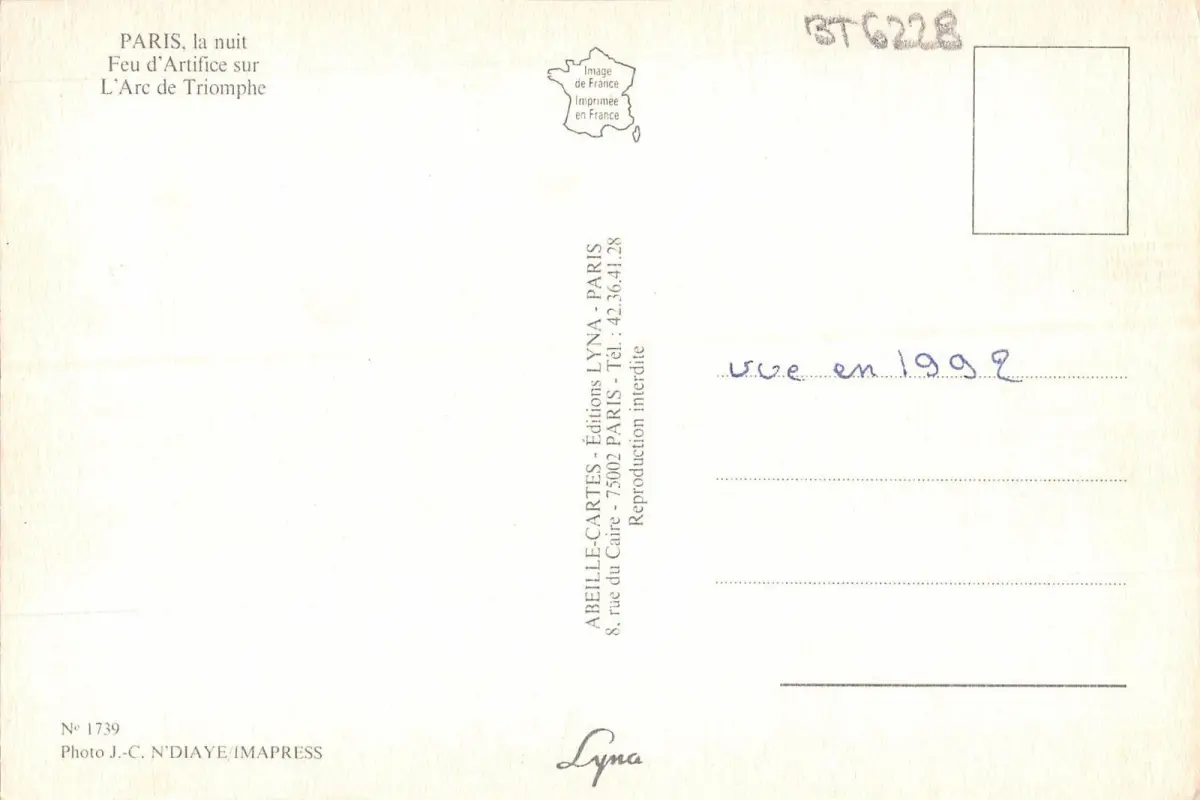 PARIS, la nuit
Feu d'Artifice sur
L'Arc de Triomphe
BT6228
Image
de France
Imprimée
en France
ABEILLE-CARTES - Éditions LYNA - PARIS
8, rue du Caire - 75002 PARIS - Tél. : 42.36.41.28
Reproduction interdite
vue en 1992
Nº 1739
Photo J.-C. N'DIAYE/IMAPRESS
Lyna